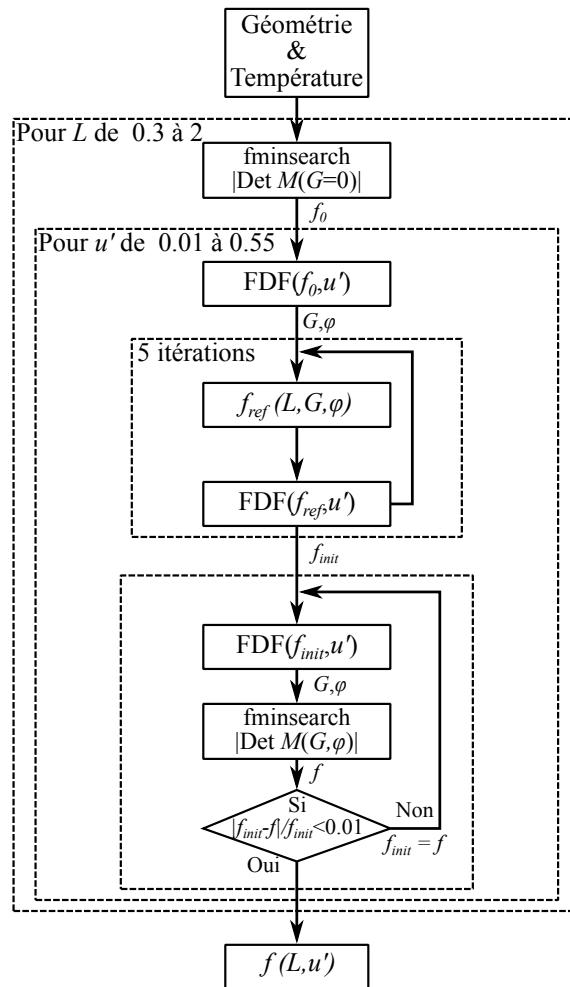 Géométrie
&
Température
Pour L de 0.3 à 2
fminsearch
|Det M(G=0)|
f0
Pour u' de 0.01 à 0.55
FDF(f0,u')
G,φ
5 itérations
fref (L,G,φ)
FDF(fref,u')
finit
FDF(finit,u')
G,φ
fminsearch
|Det M(G,φ)|
f
Si
|finit-f|/finit<0.01
Non
finit = f
Oui
f (L,u')